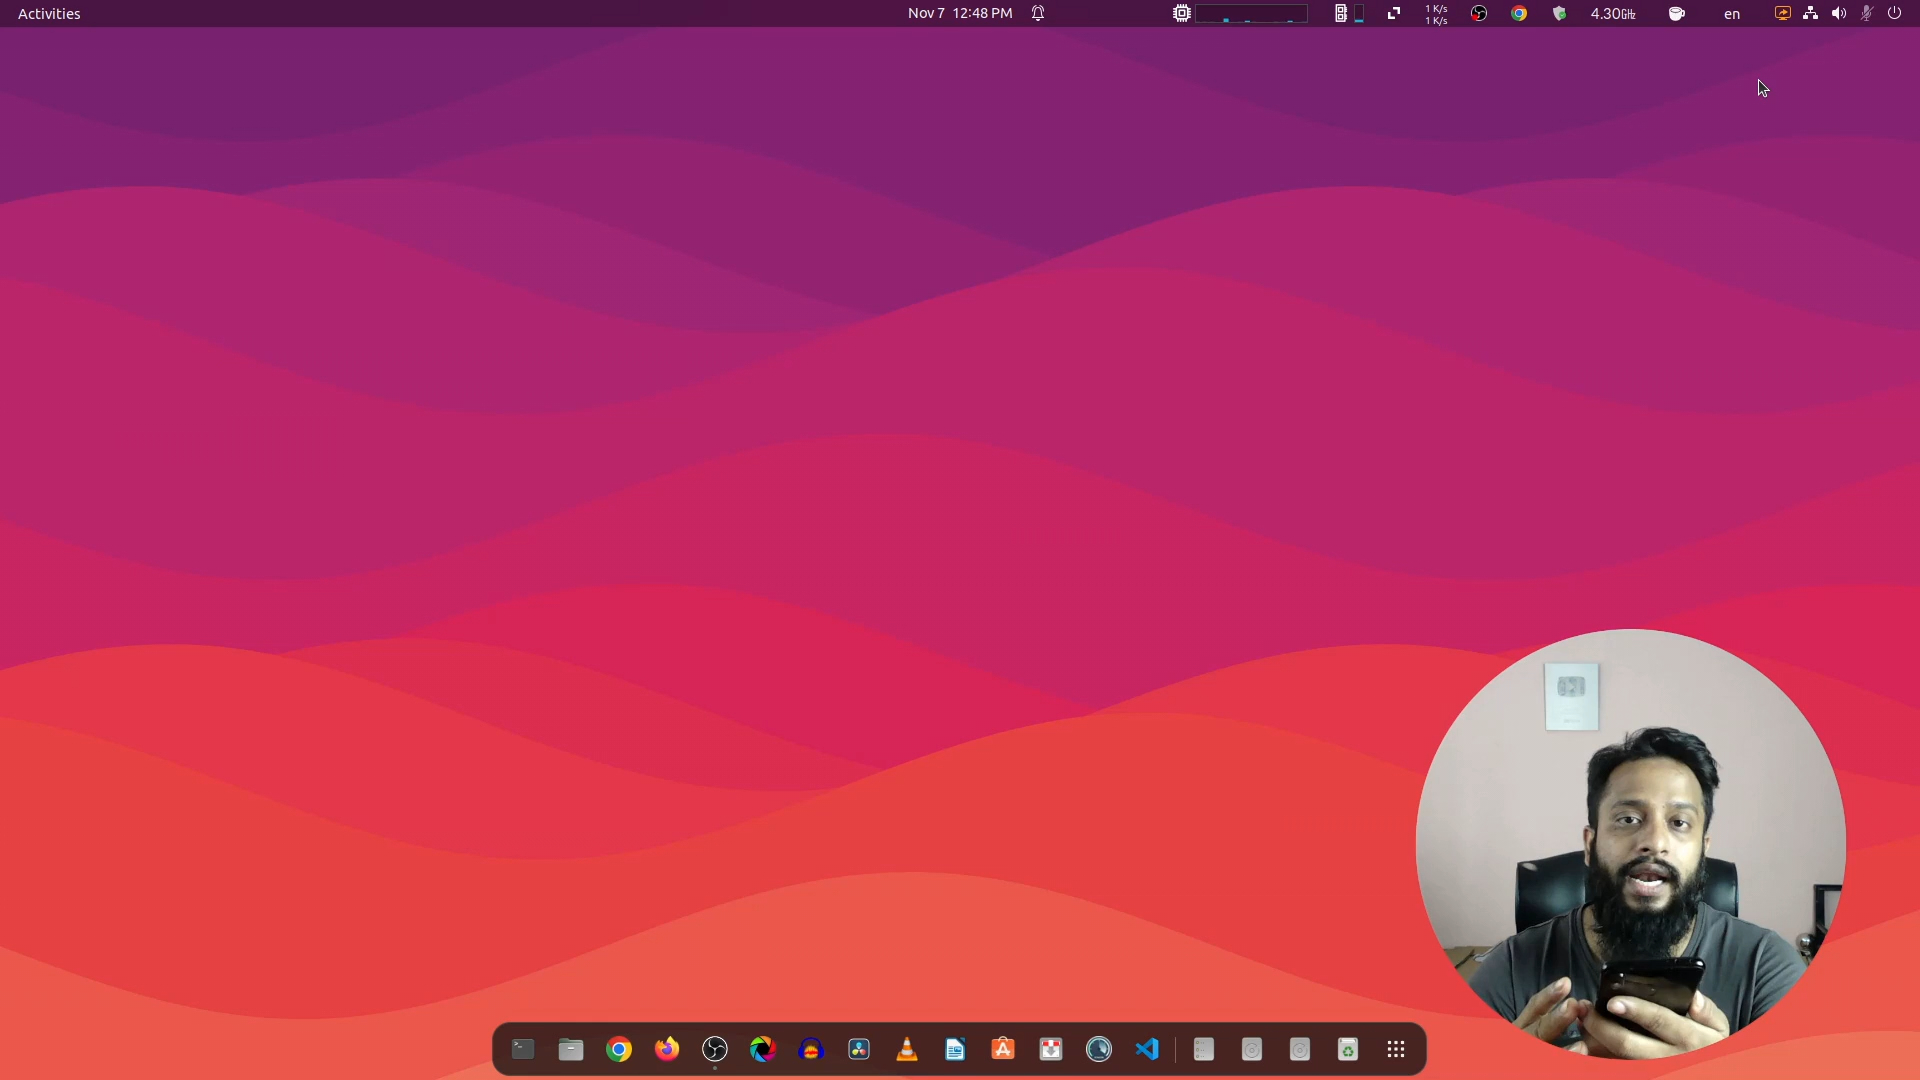 Activities
Nov 7 12:48 PM
1 K/s
1 K/s
4.30GHz
en